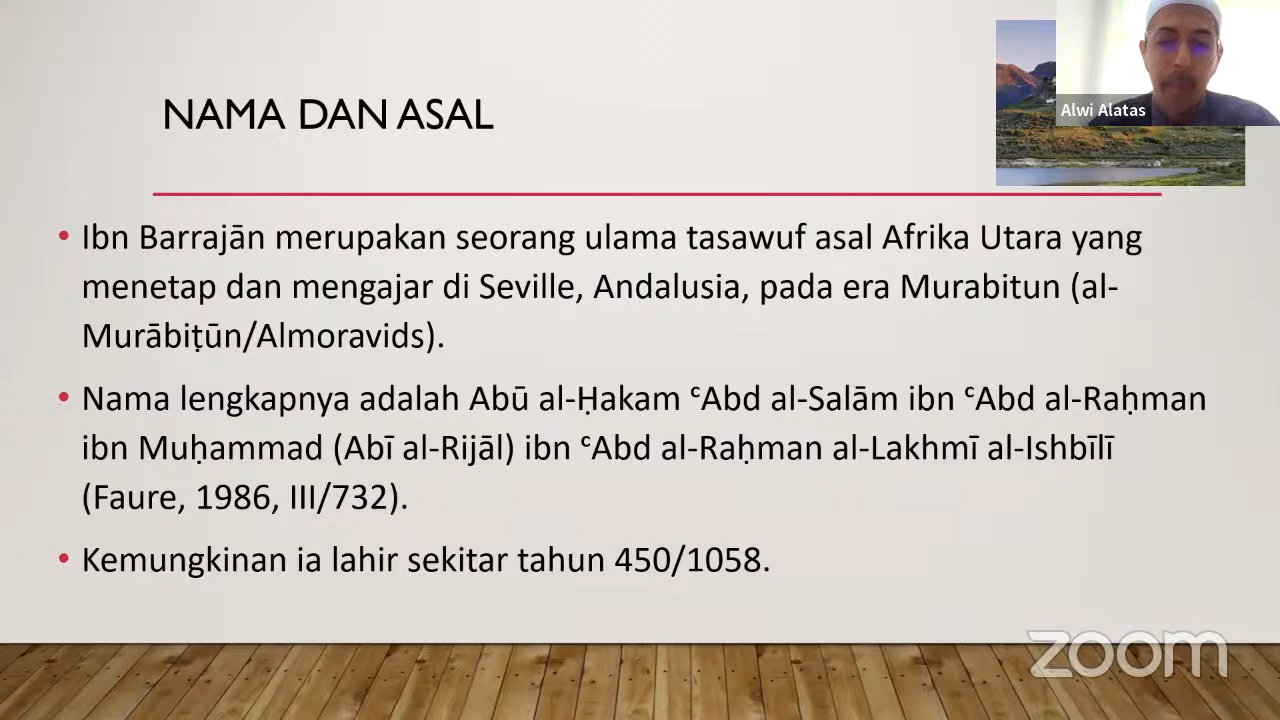 Alwi Alatas
NAMA DAN ASAL
• Ibn Barrajān merupakan seorang ulama tasawuf asal Afrika Utara yang
menetap dan mengajar di Seville, Andalusia, pada era Murabitun (al-
Murābiṭūn/Almoravids).
• Nama lengkapnya adalah Abū al-Ḥakam ʿAbd al-Salām ibn ʿAbd al-Raḥman
ibn Muḥammad (Abī al-Rijāl) ibn ʿAbd al-Raḥman al-Lakhmī al-Ishbīlī
(Faure, 1986, III/732).
• Kemungkinan ia lahir sekitar tahun 450/1058.
zoom